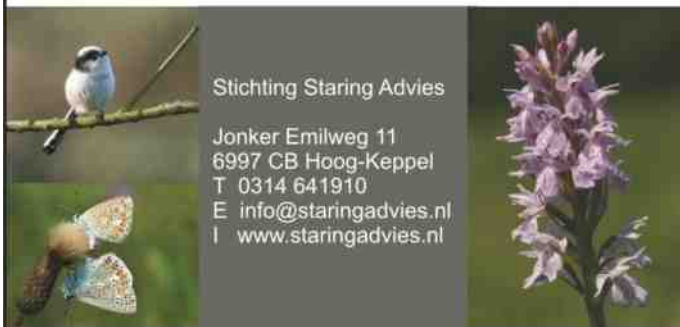 Stichting Staring Advies
Jonker Emilweg 11
6997 CB Hoog-Keppel
T 0314 641910
E info@staringadvies.nl
I www.staringadvies.nl